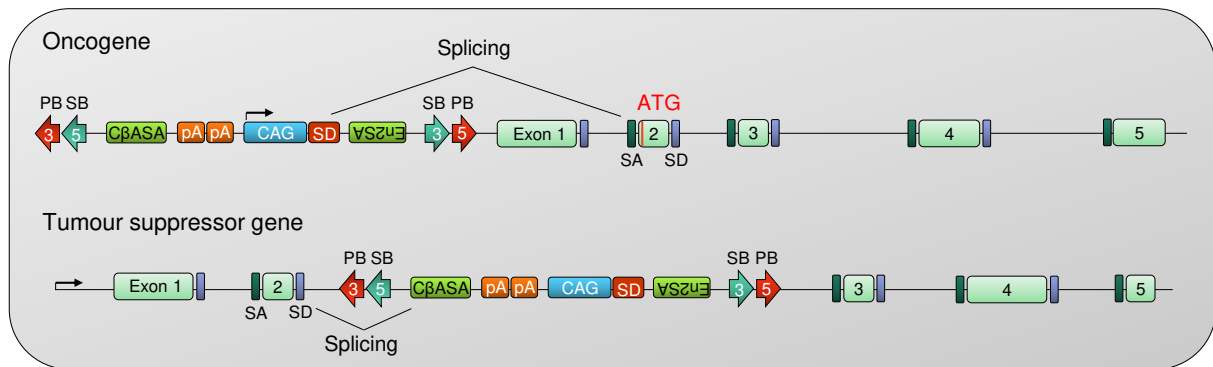 Oncogene
Splicing
PB SB SB PB
ATG
3 5 CβASA pA pA CAG SD En2SA 3 5 Exon 1 2 3 4 5
SA SD
Tumour suppressor gene
PB SB SB PB
Exon 1 2 3 5 CβASA pA pA CAG SD En2SA 3 5 3 4 5
SA SD
Splicing